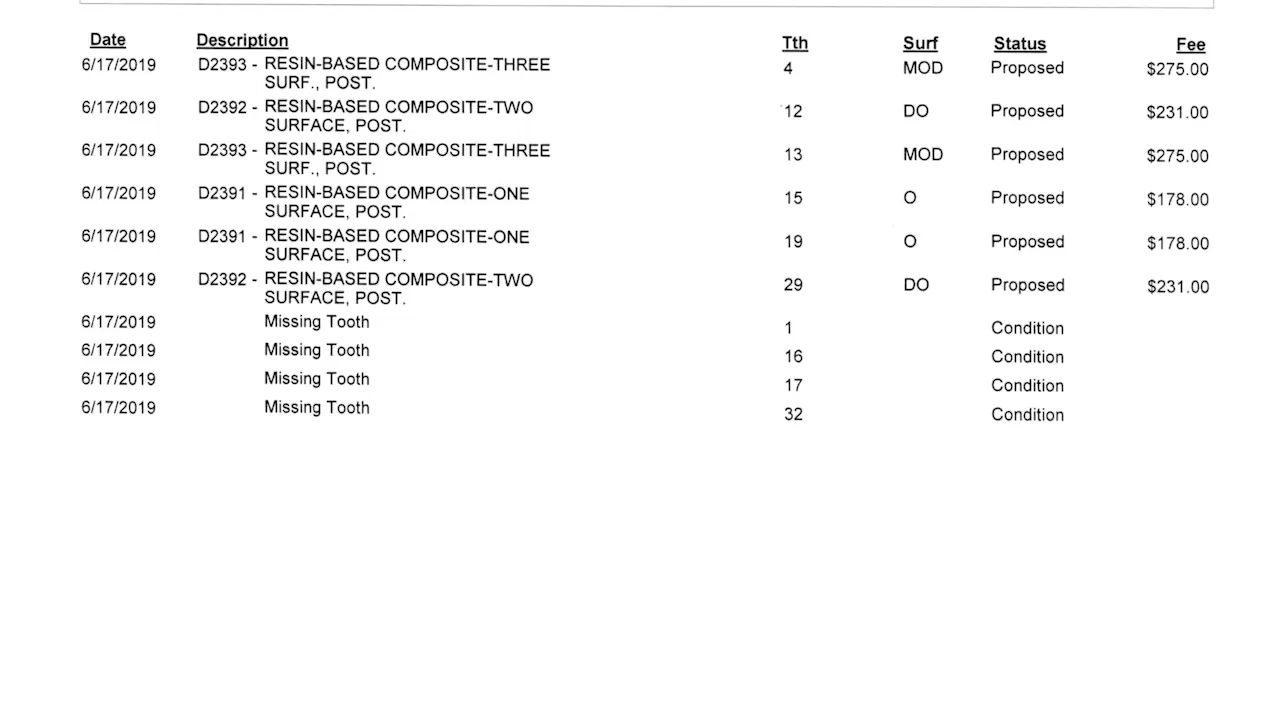 Date Description Tth Surf Status Fee
6/17/2019 D2393 - RESIN-BASED COMPOSITE-THREE 4 MOD Proposed $275.00
SURF., POST.
6/17/2019 D2392 - RESIN-BASED COMPOSITE-TWO 12 DO Proposed $231.00
SURFACE, POST.
6/17/2019 D2393 - RESIN-BASED COMPOSITE-THREE 13 MOD Proposed $275.00
SURF., POST.
6/17/2019 D2391 - RESIN-BASED COMPOSITE-ONE 15 O Proposed $178.00
SURFACE, POST.
6/17/2019 D2391 - RESIN-BASED COMPOSITE-ONE 19 O Proposed $178.00
SURFACE, POST.
6/17/2019 D2392 - RESIN-BASED COMPOSITE-TWO 29 DO Proposed $231.00
SURFACE, POST.
6/17/2019 Missing Tooth 1 Condition
6/17/2019 Missing Tooth 16 Condition
6/17/2019 Missing Tooth 17 Condition
6/17/2019 Missing Tooth 32 Condition